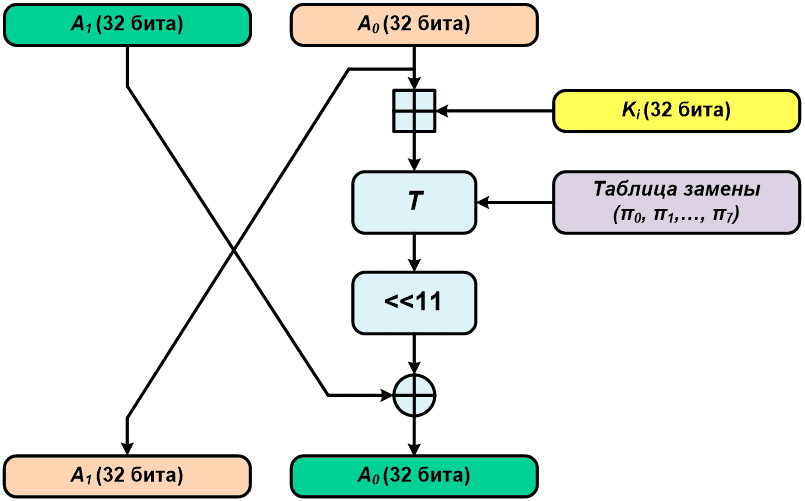 A₁ (32 бита)
A₀ (32 бита)
Kᵢ (32 бита)
T
Таблица замены
(π₀, π₁,..., π₇)
<<11
A₁ (32 бита)
A₀ (32 бита)